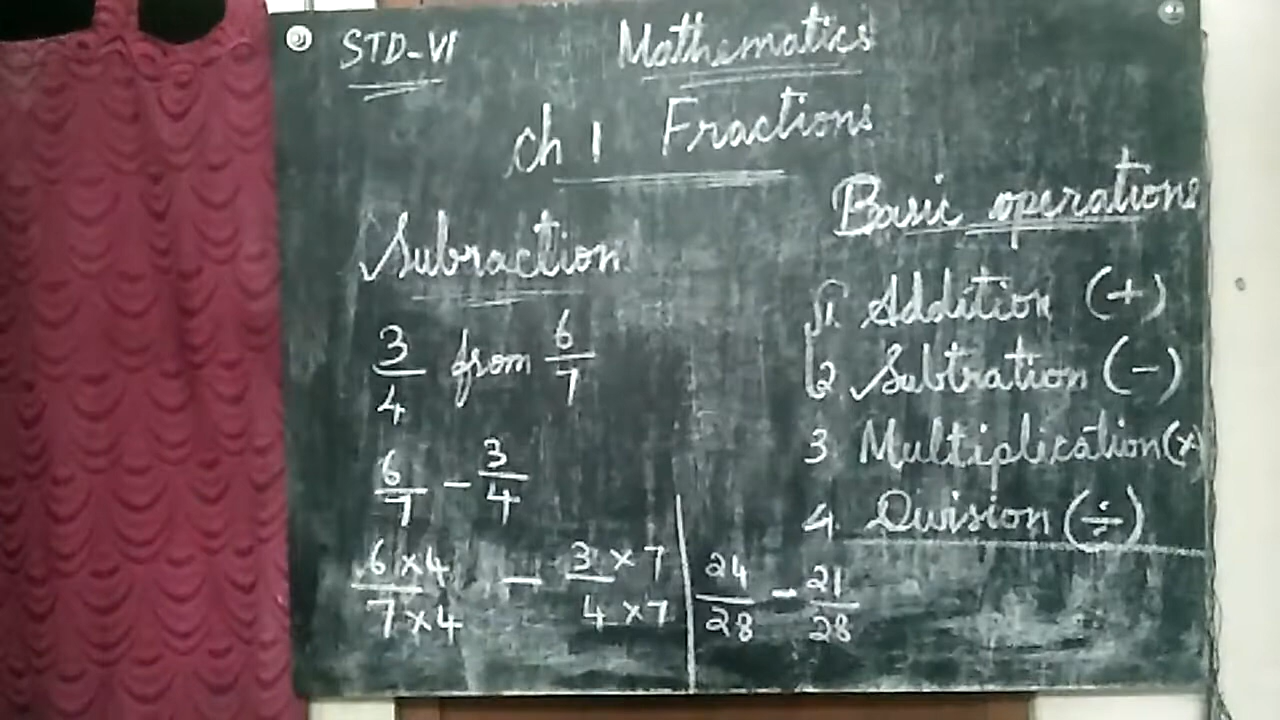 STD-VI
Mathematics
Ch 1 Fractions
Subraction
3/4 from 6/7
6/7 - 3/4
6×4/7×4 - 3×7/4×7
24/28 - 21/28
Basic operations
1. Addition (+)
2. Subtration (-)
3 Multiplication (×)
4. Division (÷)